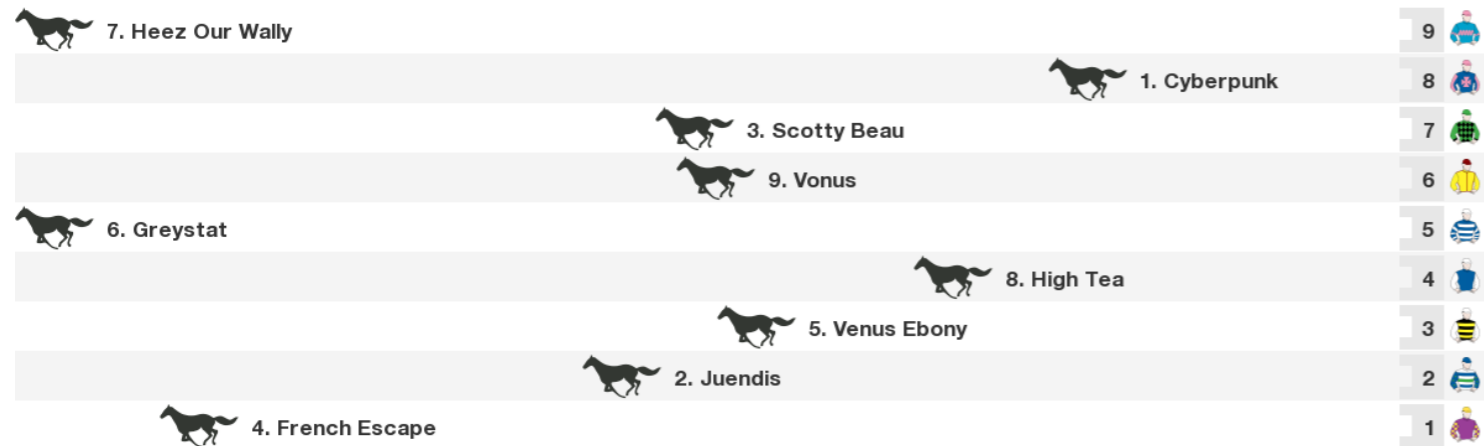 7. Heez Our Wally 9
1. Cyberpunk 8
3. Scotty Beau 7
9. Vonus 6
6. Greystat 5
8. High Tea 4
5. Venus Ebony 3
2. Juendis 2
4. French Escape 1